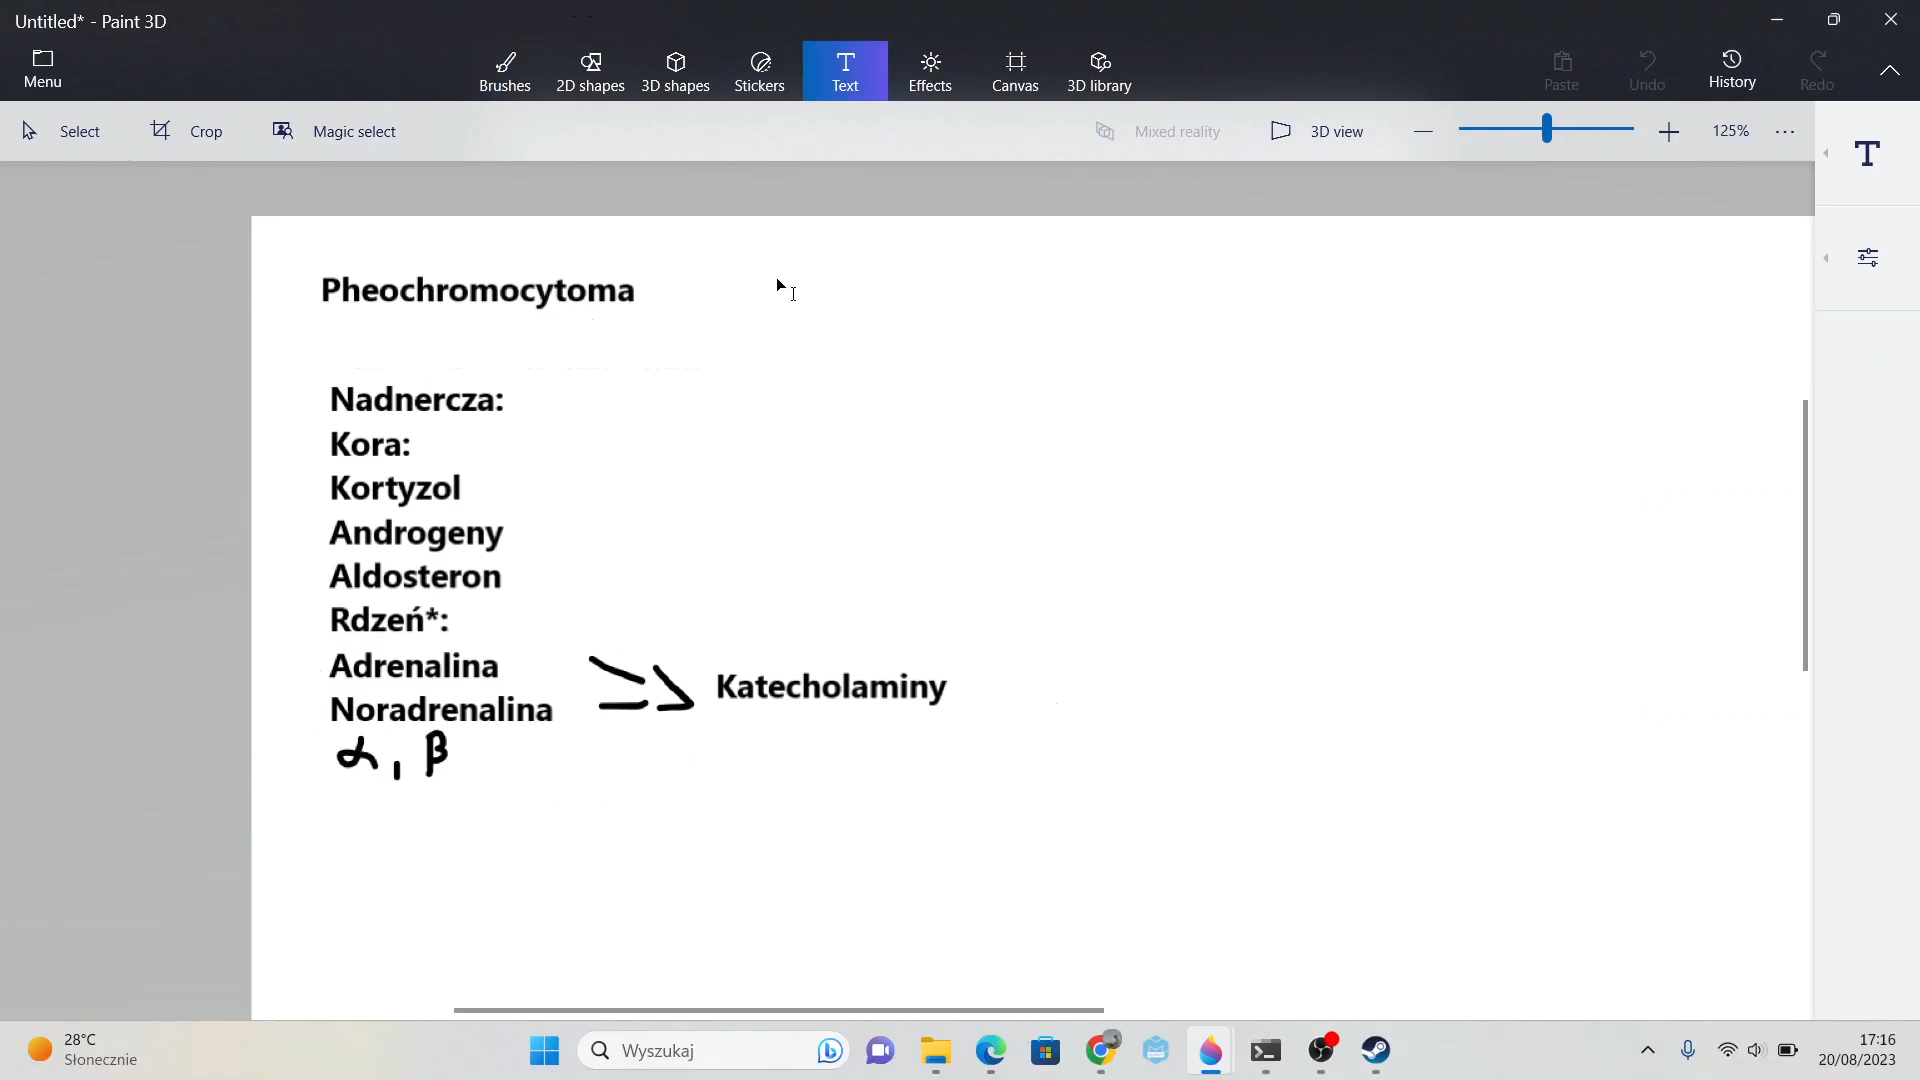 Untitled* - Paint 3D
Menu
Brushes
2D shapes
3D shapes
Stickers
Text
Effects
Canvas
3D library
Paste
Undo
History
Redo
Select
Crop
Magic select
Mixed reality
3D view
125%
Pheochromocytoma
Nadnercza:
Kora:
Kortyzol
Androgeny
Aldosteron
Rdzeń*:
Adrenalina
Noradrenalina
Katecholaminy
α, β
28°C
Słonecznie
Wyszukaj
17:16
20/08/2023